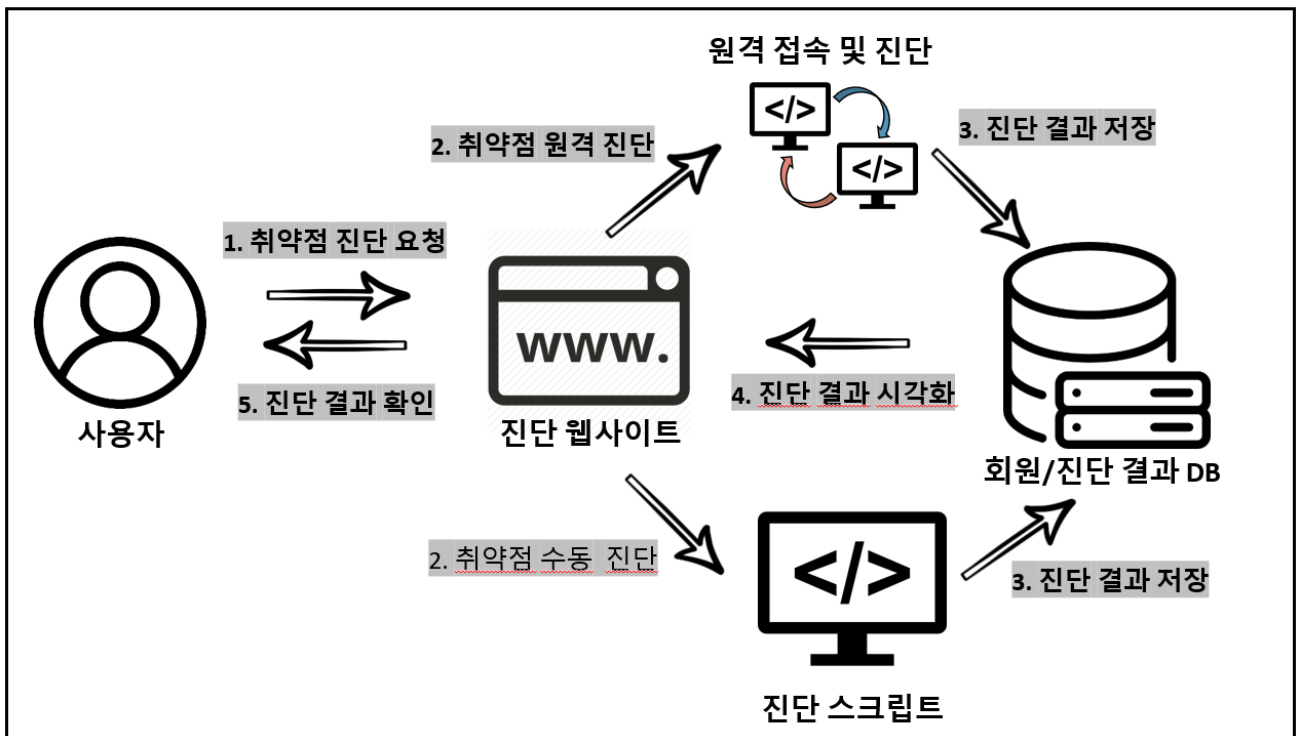 원격 접속 및 진단
</>
</>
2. 취약점 원격 진단
3. 진단 결과 저장
1. 취약점 진단 요청
www.
5. 진단 결과 확인
4. 진단 결과 시각화
사용자
진단 웹사이트
회원/진단 결과 DB
2. 취약점 수동 진단
</>
3. 진단 결과 저장
진단 스크립트